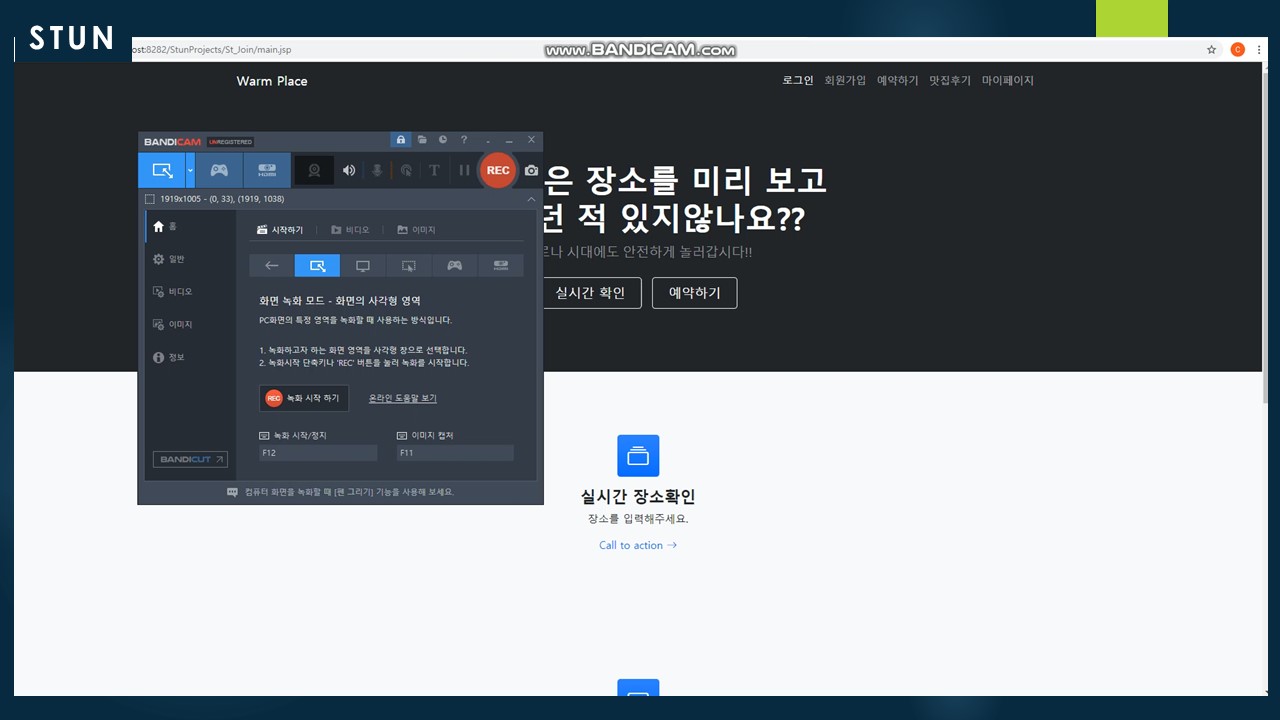 STUN
ost:8282/StunProjects/St_Join/main.jsp
www.BANDICAM.com
C
Warm Place
로그인 회원가입 예약하기 맛집후기 마이페이지
BANDICAM UNREGISTERED
?
HDMI
T
REC
1919x1005 - (0, 33), (1919, 1038)
은 장소를 미리 보고
던 적 있지않나요??
로나 시대에도 안전하게 놀러갑시다!!
실시간 확인 예약하기
홈
일반
비디오
이미지
정보
시작하기 비디오 이미지
화면 녹화 모드 - 화면의 사각형 영역
PC화면의 특정 영역을 녹화할 때 사용하는 방식입니다.
1. 녹화하고자 하는 화면 영역을 사각형 창으로 선택합니다.
2. 녹화시작 단축키나 'REC' 버튼을 눌러 녹화를 시작합니다.
REC 녹화 시작 하기 온라인 도움말 보기
녹화 시작/정지 이미지 캡처
F12 F11
BANDICUT
컴퓨터 화면을 녹화할 때 [펜 그리기] 기능을 사용해 보세요.
실시간 장소확인
장소를 입력해주세요.
Call to action →